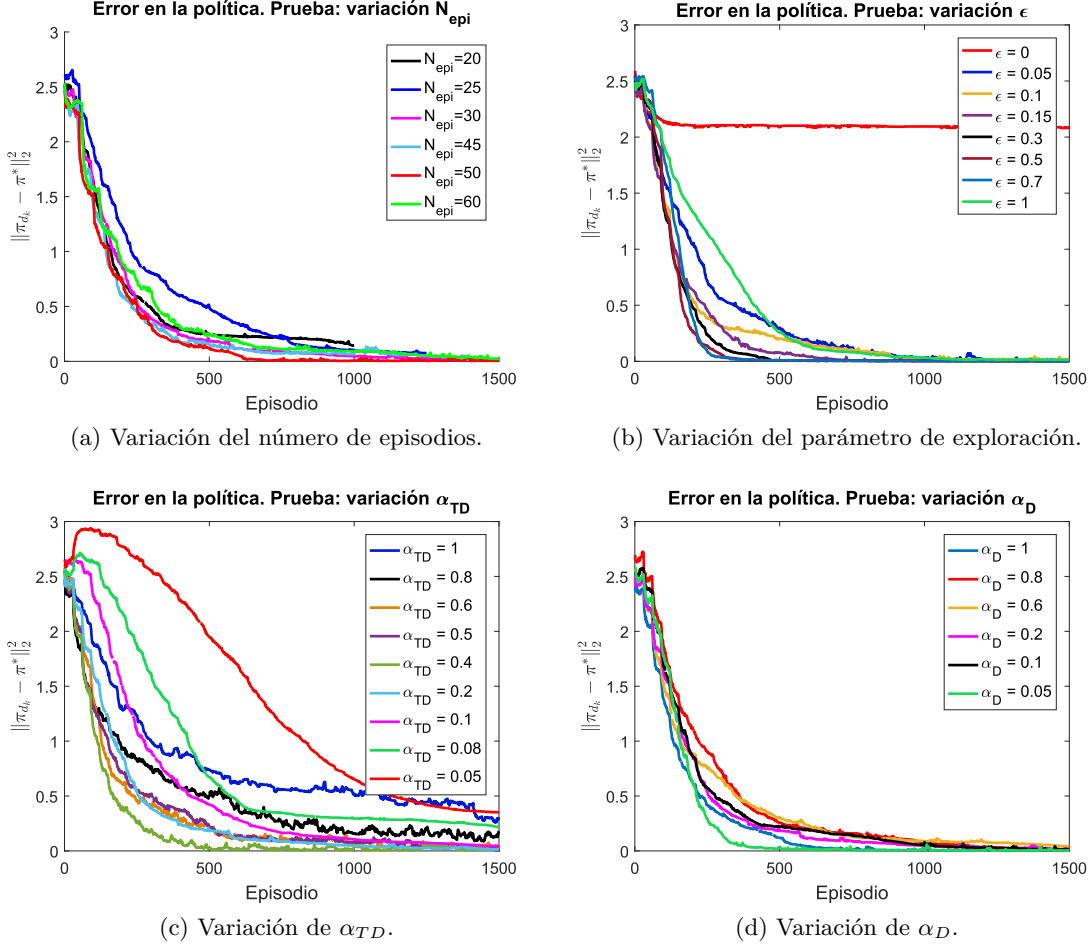 Error en la política. Prueba: variación N_epi
3
2.5
2
1.5
1
0.5
0
0
500
1000
1500
||π_{d_k} − π*||²₂
Episodio
N_epi=20
N_epi=25
N_epi=30
N_epi=45
N_epi=50
N_epi=60
(a) Variación del número de episodios.
Error en la política. Prueba: variación ϵ
3
2.5
2
1.5
1
0.5
0
0
500
1000
1500
||π_{d_k} − π*||²₂
Episodio
ϵ = 0
ϵ = 0.05
ϵ = 0.1
ϵ = 0.15
ϵ = 0.3
ϵ = 0.5
ϵ = 0.7
ϵ = 1
(b) Variación del parámetro de exploración.
Error en la política. Prueba: variación α_TD
3
2.5
2
1.5
1
0.5
0
0
500
1000
1500
||π_{d_k} − π*||²₂
Episodio
α_TD = 1
α_TD = 0.8
α_TD = 0.6
α_TD = 0.5
α_TD = 0.4
α_TD = 0.2
α_TD = 0.1
α_TD = 0.08
α_TD = 0.05
(c) Variación de α_TD.
Error en la política. Prueba: variación α_D
3
2.5
2
1.5
1
0.5
0
0
500
1000
1500
||π_{d_k} − π*||²₂
Episodio
α_D = 1
α_D = 0.8
α_D = 0.6
α_D = 0.2
α_D = 0.1
α_D = 0.05
(d) Variación de α_D.